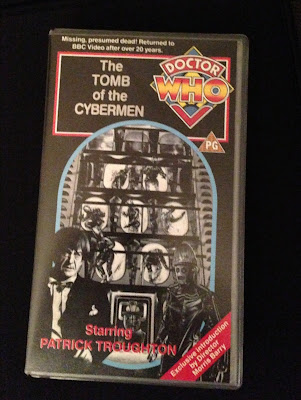 Missing, presumed dead! Returned to
BBC Video after over 20 years.
The
TOMB
of the
CYBERMEN
DOCTOR
WHO
PG
Starring
PATRICK TROUGHTON
Exclusive introduction
by Director
Morris Barry